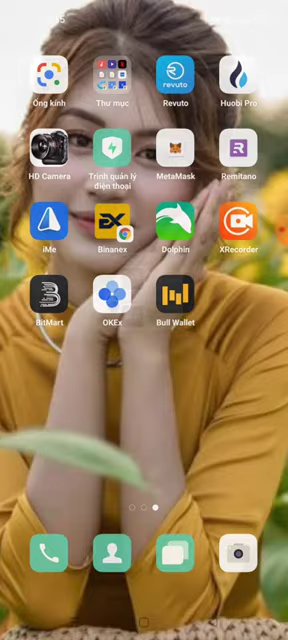 5
Ống kính
Thư mục
Revuto
Huobi Pro
HD Camera
Trình quản lý
điện thoại
MetaMask
Remitano
iMe
Binanex
Dolphin
XRecorder
BitMart
OKEx
Bull Wallet